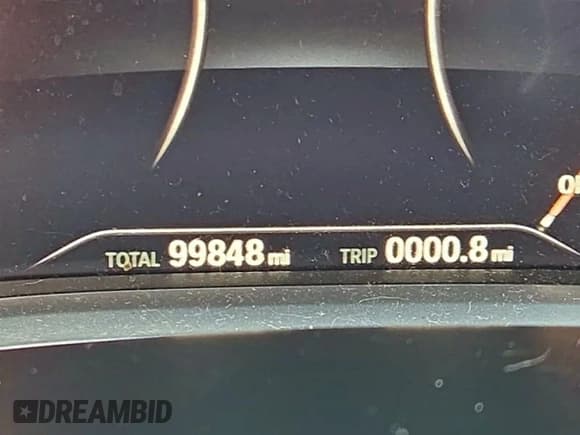 TOTAL 99848 mi TRIP 0000.8 mi
DREAMBID